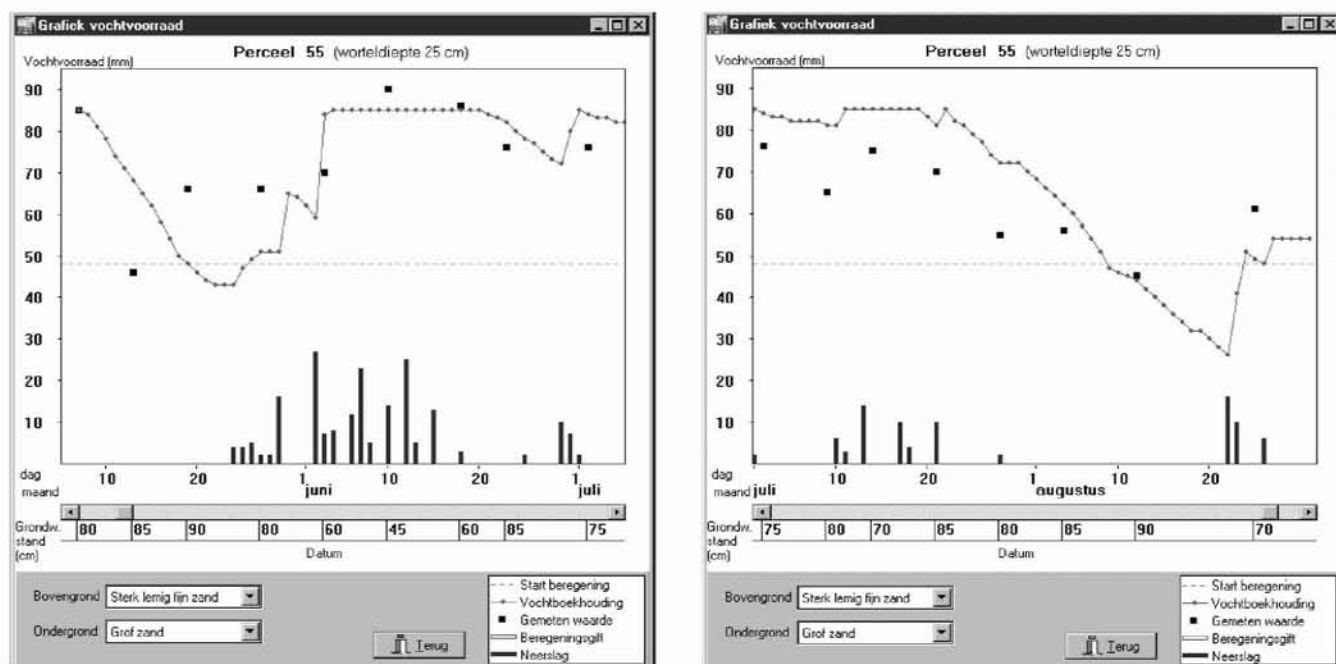 Grafiek vochtvoorraad
Perceel 55 (worteldiepte 25 cm)
Vochtvoorraad (mm)
90
80
70
60
50
40
30
20
10
dag 10 20 1 10 20 1
maand juni juli
Grondw. stand (cm) 80 85 90 80 60 45 60 85 75
Datum
Bovengrond Sterk lemig fijn zand
Ondergrond Grof zand
Terug
Start beregening
Vochtboekhouding
Gemeten waarde
Beregeningsgift
Neerslag
Grafiek vochtvoorraad
Perceel 55 (worteldiepte 25 cm)
Vochtvoorraad (mm)
90
80
70
60
50
40
30
20
10
dag 10 20 1 10 20
maand juli augustus
Grondw. stand (cm) 75 80 70 85 80 85 90 70
Datum
Bovengrond Sterk lemig fijn zand
Ondergrond Grof zand
Terug
Start beregening
Vochtboekhouding
Gemeten waarde
Beregeningsgift
Neerslag